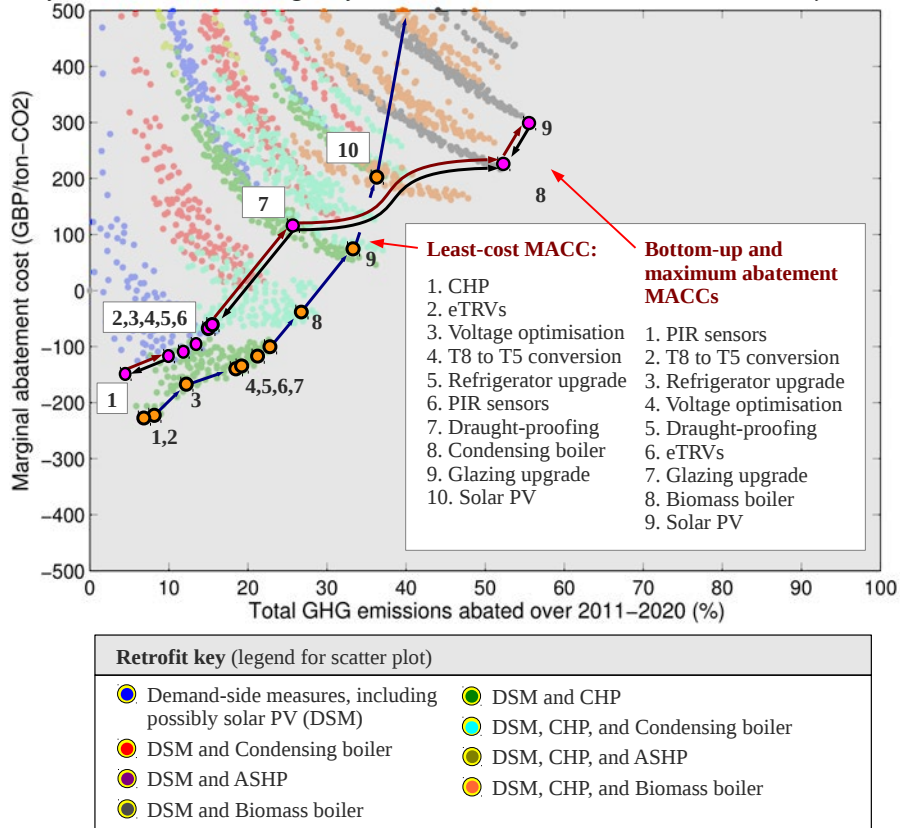 500
400
300
200
100
0
−100
−200
−300
−400
−500
Marginal abatement cost (GBP/ton−CO2)
10
9
8
7
9
2,3,4,5,6
8
1
3
4,5,6,7
1,2
Least-cost MACC:
1. CHP
2. eTRVs
3. Voltage optimisation
4. T8 to T5 conversion
5. Refrigerator upgrade
6. PIR sensors
7. Draught-proofing
8. Condensing boiler
9. Glazing upgrade
10. Solar PV
Bottom-up and
maximum abatement
MACCs
1. PIR sensors
2. T8 to T5 conversion
3. Refrigerator upgrade
4. Voltage optimisation
5. Draught-proofing
6. eTRVs
7. Glazing upgrade
8. Biomass boiler
9. Solar PV
0 10 20 30 40 50 60 70 80 90 100
Total GHG emissions abated over 2011−2020 (%)
Retrofit key (legend for scatter plot)
Demand-side measures, including
possibly solar PV (DSM)
DSM and Condensing boiler
DSM and ASHP
DSM and Biomass boiler
DSM and CHP
DSM, CHP, and Condensing boiler
DSM, CHP, and ASHP
DSM, CHP, and Biomass boiler